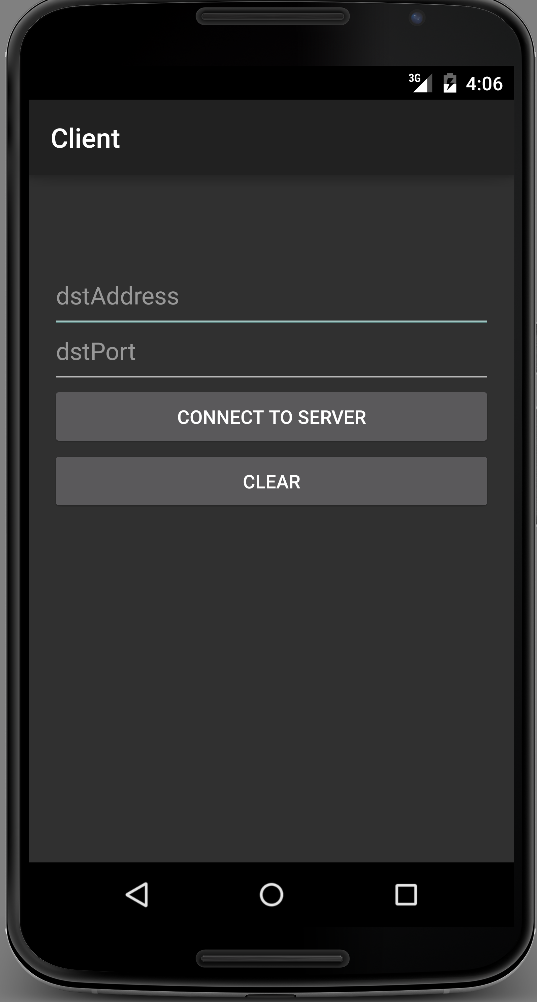 3G 4:06
Client
dstAddress
dstPort
CONNECT TO SERVER
CLEAR